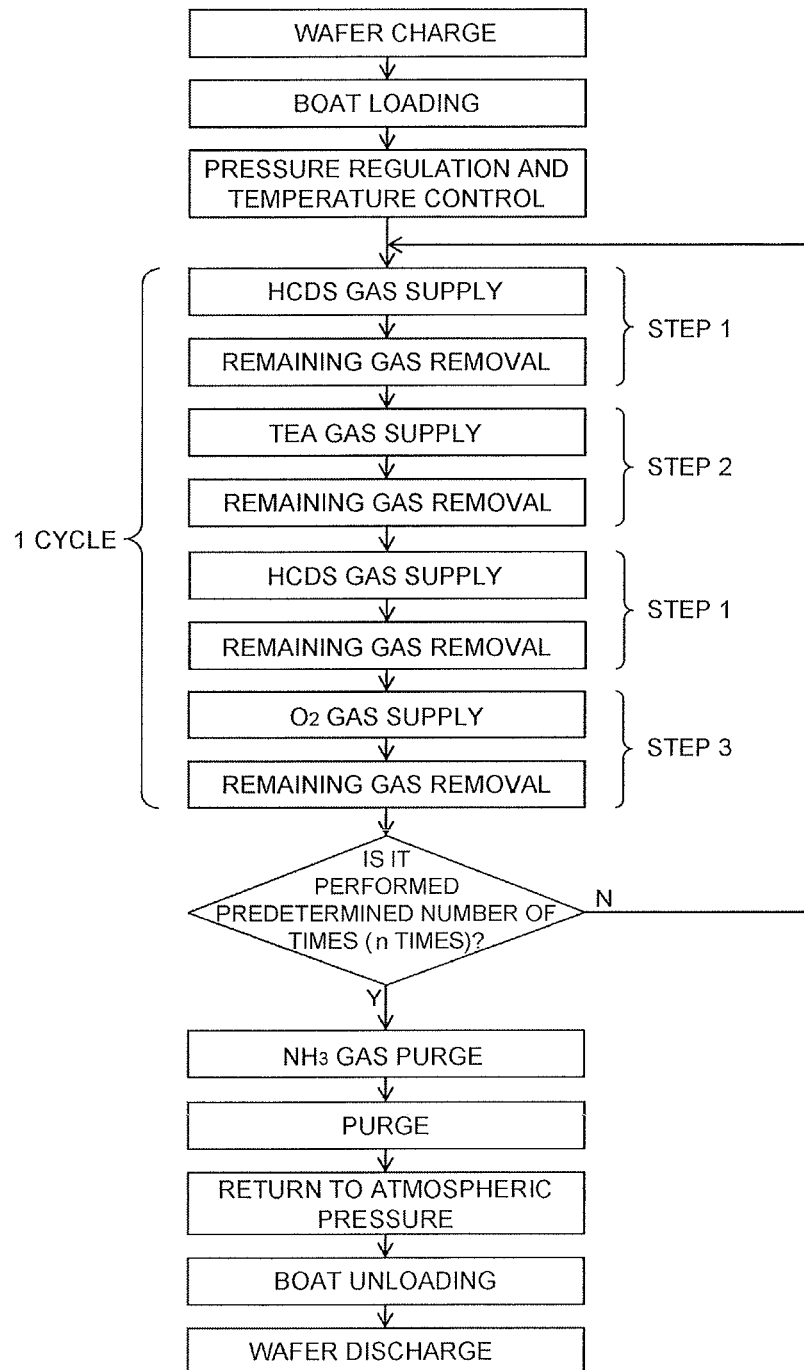 WAFER CHARGE
BOAT LOADING
PRESSURE REGULATION AND
TEMPERATURE CONTROL
HCDS GAS SUPPLY
STEP 1
REMAINING GAS REMOVAL
TEA GAS SUPPLY
STEP 2
REMAINING GAS REMOVAL
1 CYCLE
HCDS GAS SUPPLY
STEP 1
REMAINING GAS REMOVAL
O2 GAS SUPPLY
STEP 3
REMAINING GAS REMOVAL
IS IT
PERFORMED
PREDETERMINED NUMBER OF
TIMES (n TIMES)?
N
Y
NH3 GAS PURGE
PURGE
RETURN TO ATMOSPHERIC
PRESSURE
BOAT UNLOADING
WAFER DISCHARGE